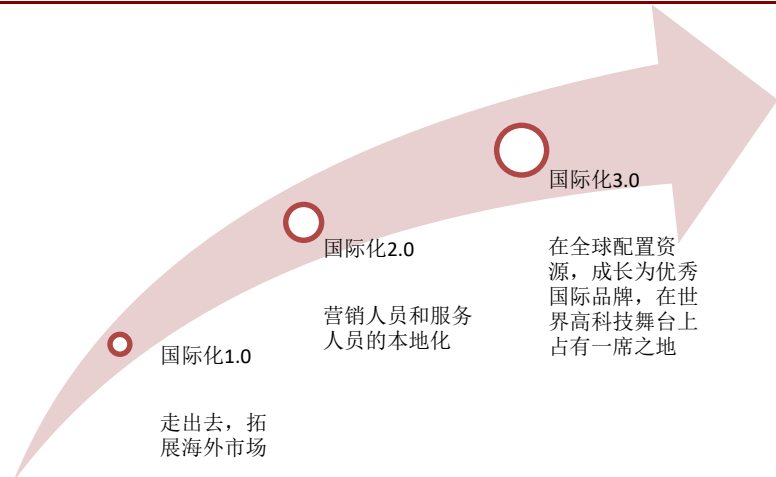 国际化1.0
走出去，拓
展海外市场
国际化2.0
营销人员和服务
人员的本地化
国际化3.0
在全球配置资
源，成长为优秀
国际品牌，在世
界高科技舞台上
占有一席之地